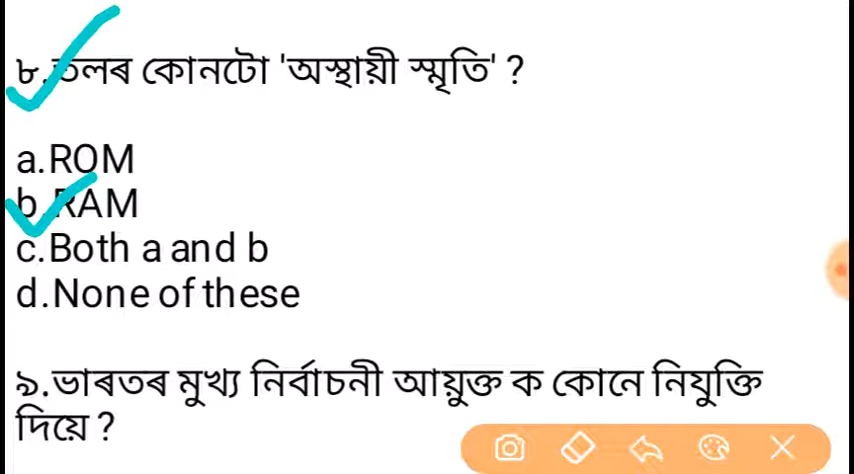 ৮.তলৰ কোনটো 'অস্থায়ী স্মৃতি' ?
a.ROM
b.RAM
c.Both a and b
d.None of these
৯.ভাৰতৰ মুখ্য নিৰ্বাচনী আয়ুক্ত ক কোনে নিযুক্তি
দিয়ে ?